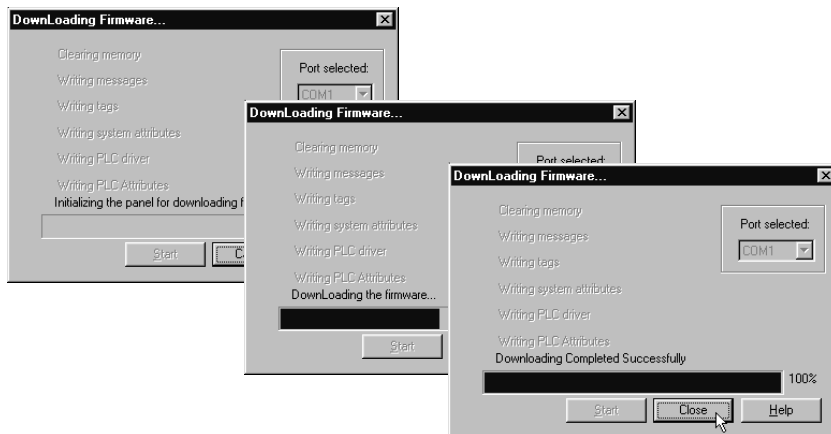 DownLoading Firmware...
Clearing memory
Port selected:
Writing messages
COM1
Writing tags
Writing system attributes
Writing PLC driver
Writing PLC Attributes
Initializing the panel for downloading f
Start
DownLoading Firmware...
Clearing memory
Port selected:
Writing messages
Writing tags
Writing system attributes
Writing PLC driver
Writing PLC Attributes
DownLoading the firmware...
Start
DownLoading Firmware...
Clearing memory
Port selected:
Writing messages
COM1
Writing tags
Writing system attributes
Writing PLC driver
Writing PLC Attributes
Downloading Completed Successfully
100%
Start Close Help